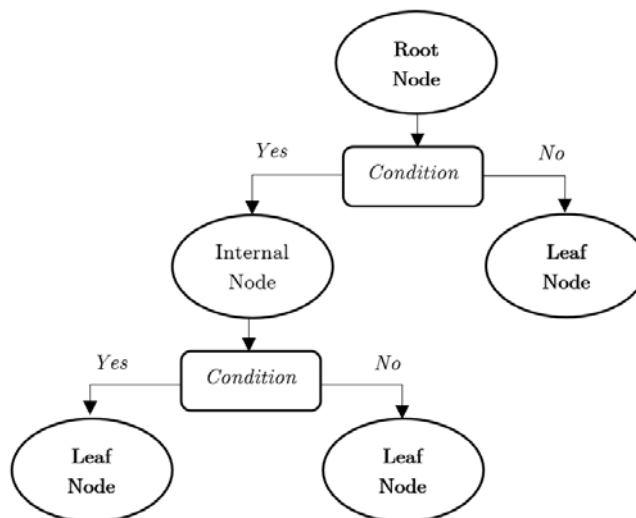 Root
Node
Yes
Condition
No
Internal
Node
Leaf
Node
Yes
Condition
No
Leaf
Node
Leaf
Node